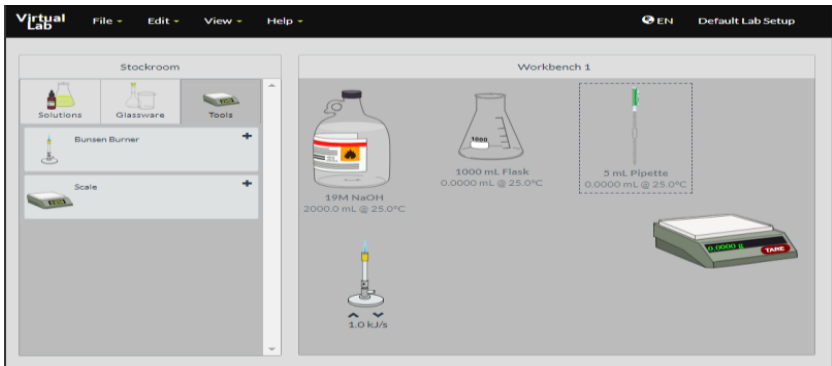 Virtual Lab
File
Edit
View
Help
EN
Default Lab Setup
Stockroom
Solutions
Glassware
Tools
Bunsen Burner
Scale
Workbench 1
19M NaOH
2000.0 mL @ 25.0°C
1000
1000 mL Flask
0.0000 mL @ 25.0°C
5 mL Pipette
0.0000 mL @ 25.0°C
0.0000 g
TARE
1.0 kJ/s